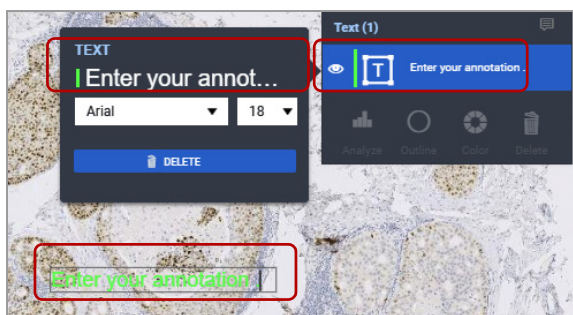 TEXT
Enter your annot...
Arial
18
DELETE
Text (1)
T
Enter your annotation .
Analyze
Outline
Color
Delete
Enter your annotation